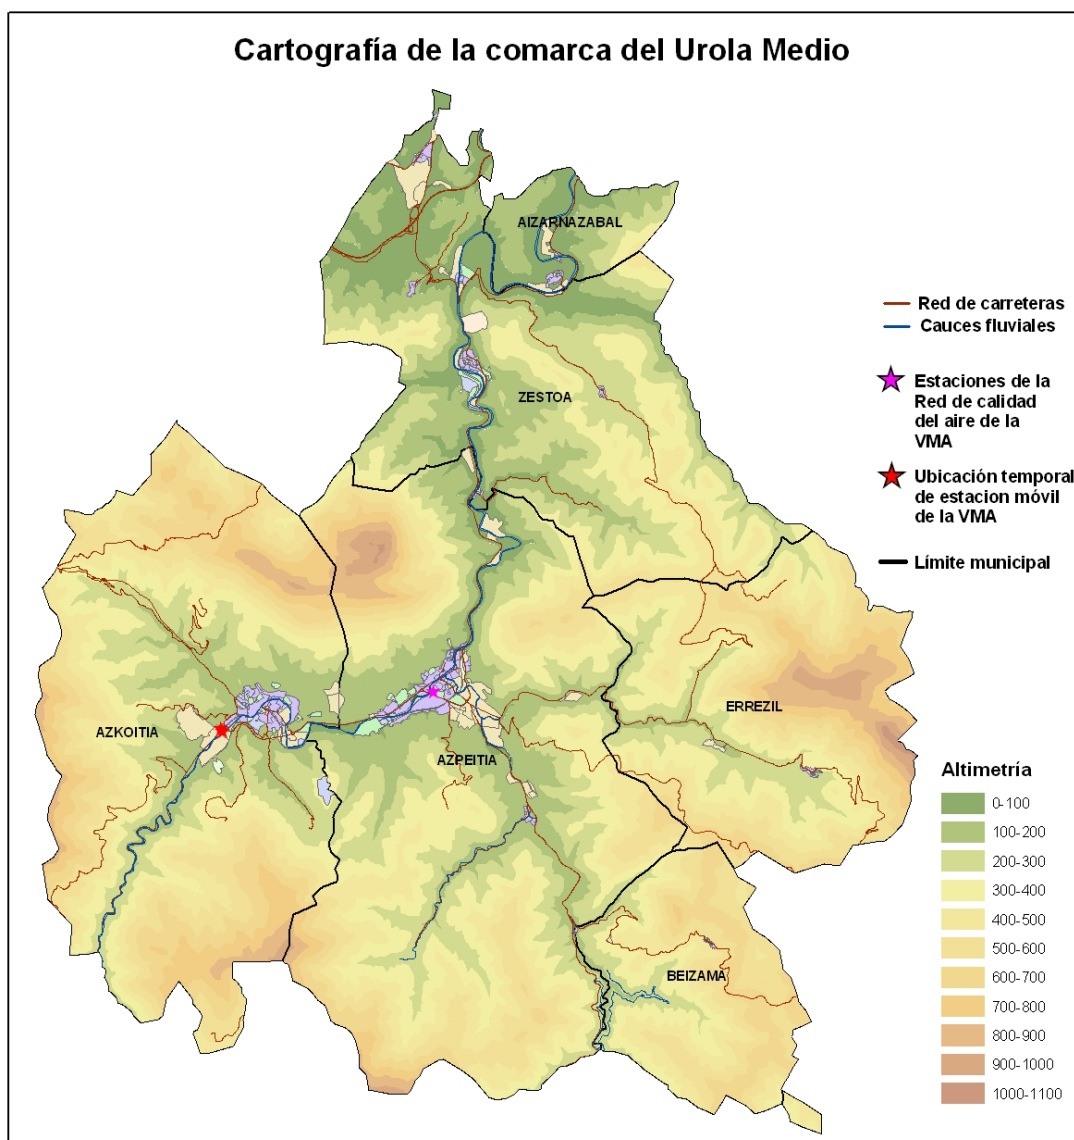 Cartografía de la comarca del Urola Medio
AIZARNAZABAL
ZESTOA
AZKOITIA
AZPEITIA
ERREZIL
BEIZAMA
Red de carreteras
Cauces fluviales
Estaciones de la
Red de calidad
del aire de la
VMA
Ubicación temporal
de estacion móvil
de la VMA
Límite municipal
Altimetría
0-100
100-200
200-300
300-400
400-500
500-600
600-700
700-800
800-900
900-1000
1000-1100